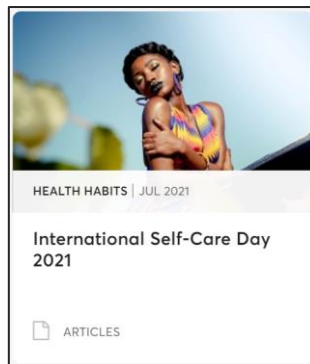 HEALTH HABITS | JUL 2021
International Self-Care Day
2021
ARTICLES